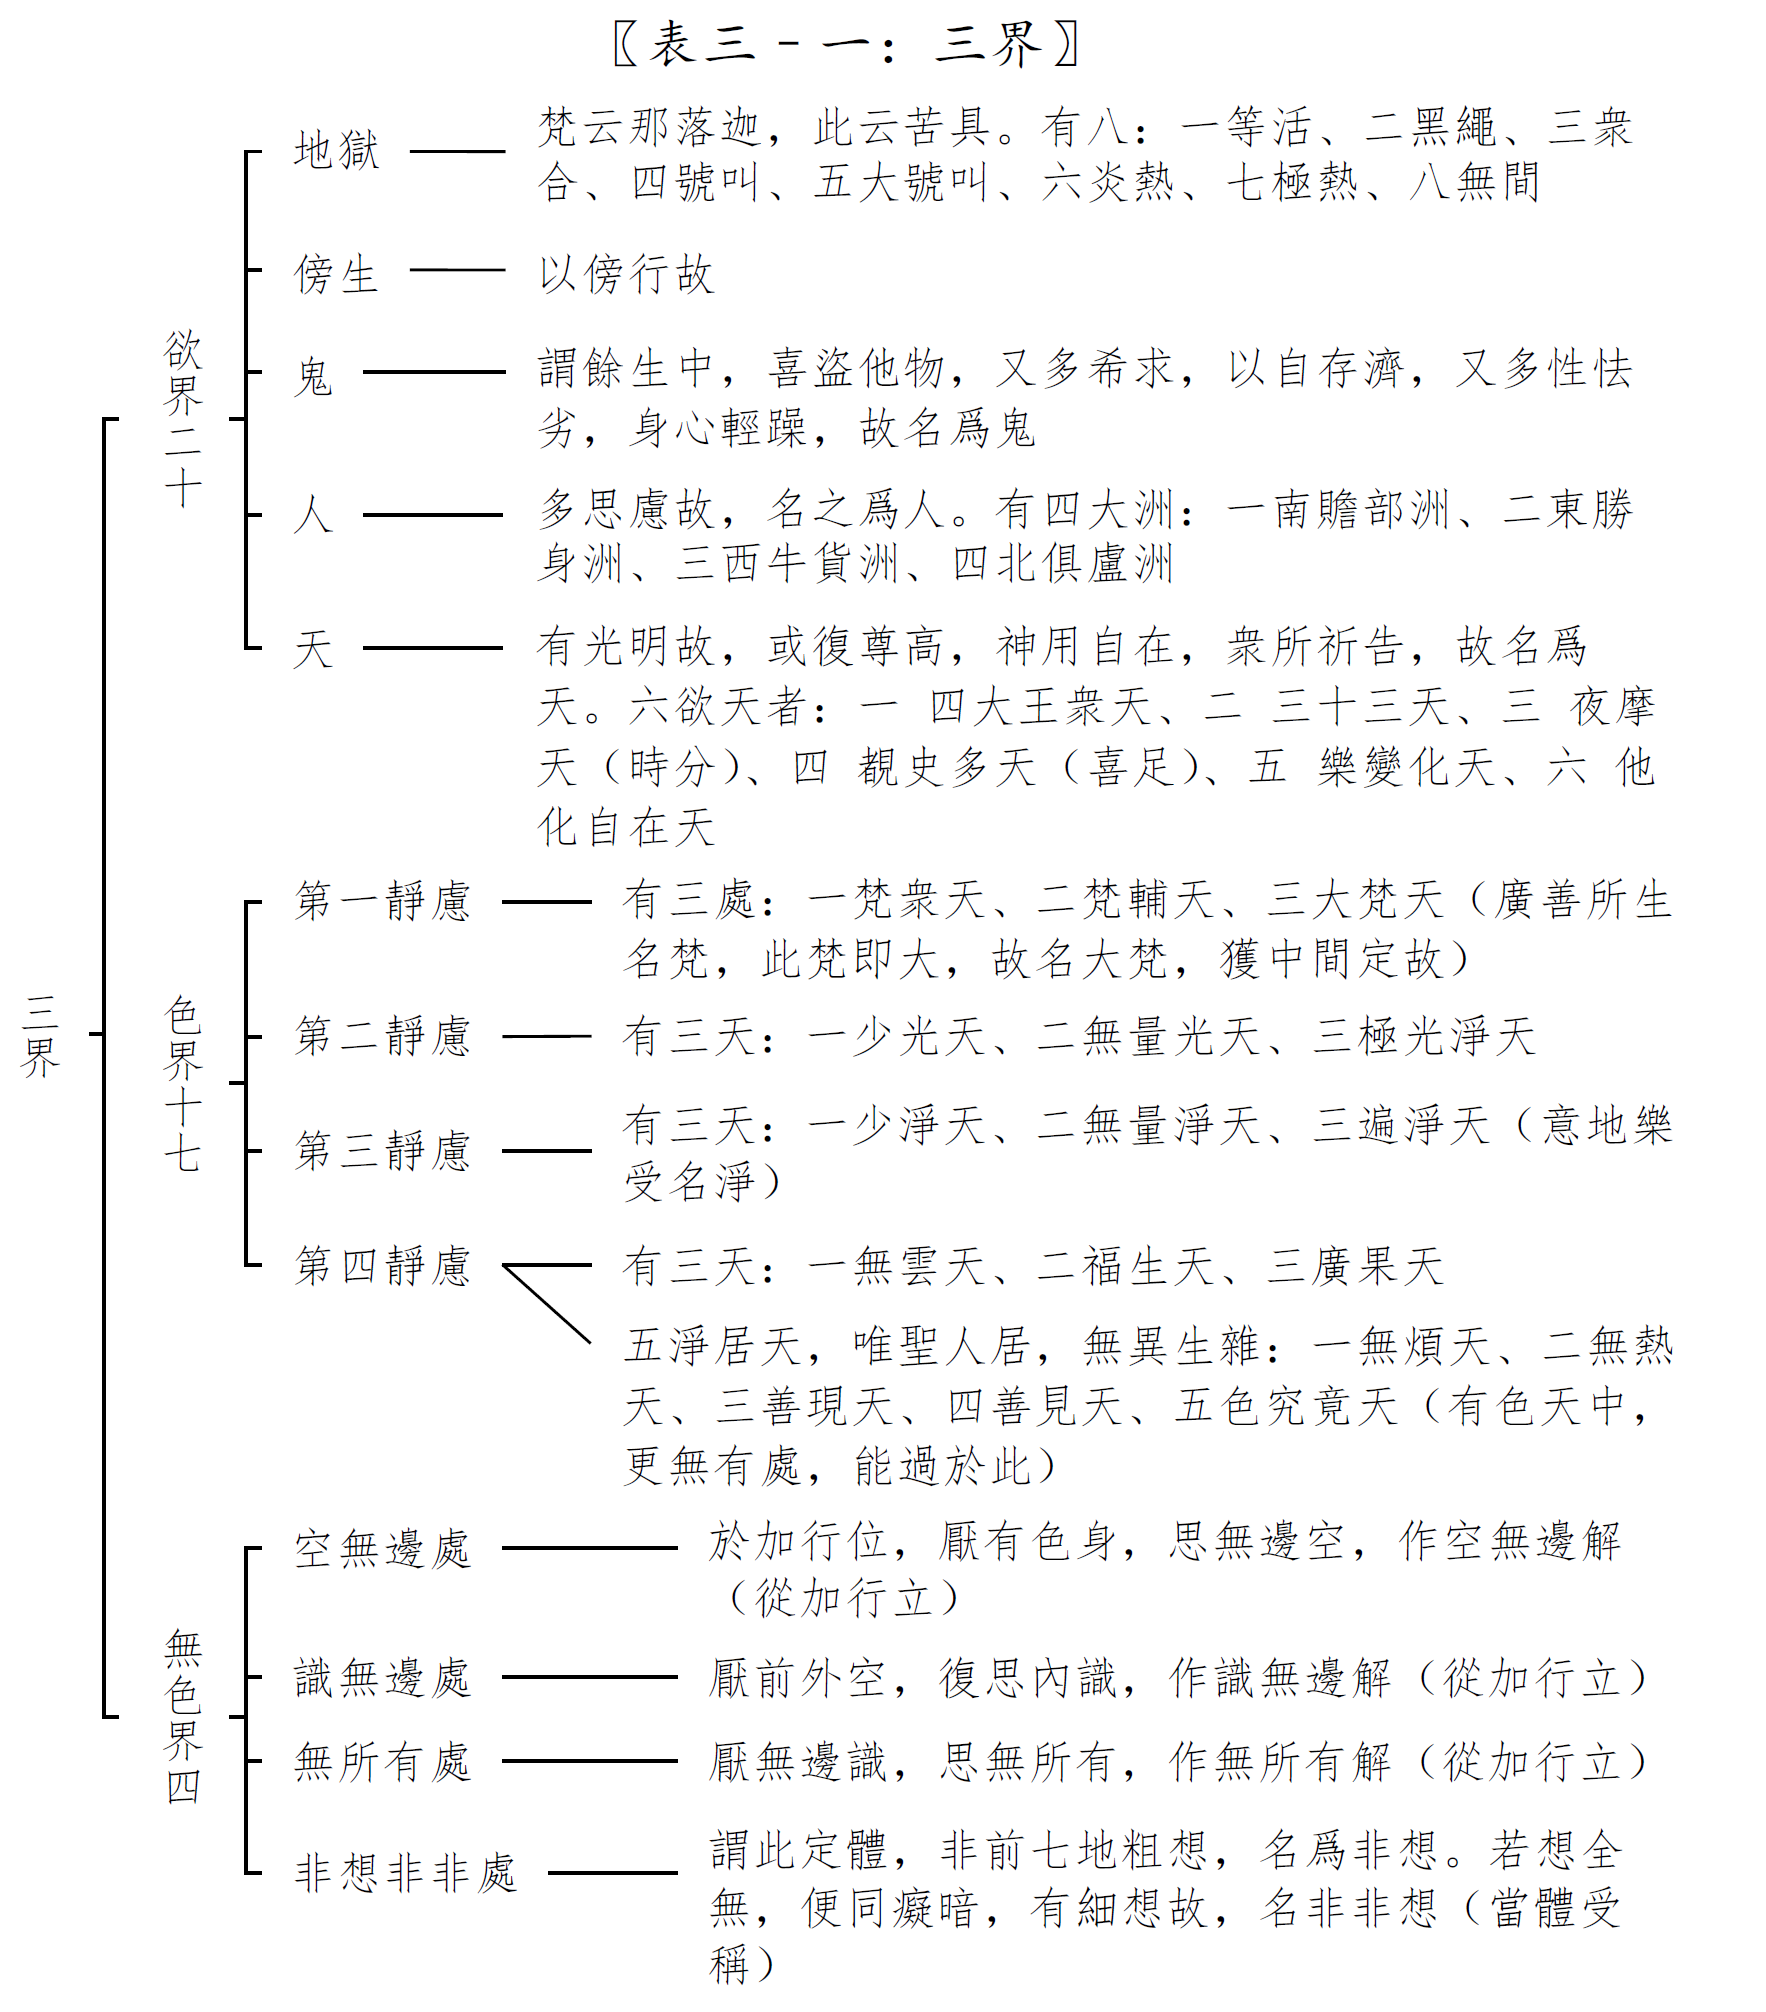 〖表三-一：三界〗
三界
欲界二十
地獄
梵云那落迦，此云苦具。有八：一等活、二黑繩、三衆
合、四號叫、五大號叫、六炎熱、七極熱、八無間
傍生
以傍行故
鬼
謂餘生中，喜盜他物，又多希求，以自存濟，又多性怯
劣，身心輕躁，故名爲鬼
人
多思慮故，名之爲人。有四大洲：一南贍部洲、二東勝
身洲、三西牛貨洲、四北俱盧洲
天
有光明故，或復尊高，神用自在，衆所祈告，故名爲
天。六欲天者：一 四大王衆天、二 三十三天、三 夜摩
天（時分）、四 覩史多天（喜足）、五 樂變化天、六 他
化自在天
色界十七
第一靜慮
有三處：一梵衆天、二梵輔天、三大梵天（廣善所生
名梵，此梵即大，故名大梵，獲中間定故）
第二靜慮
有三天：一少光天、二無量光天、三極光淨天
第三靜慮
有三天：一少淨天、二無量淨天、三遍淨天（意地樂
受名淨）
第四靜慮
有三天：一無雲天、二福生天、三廣果天
五淨居天，唯聖人居，無異生雜：一無煩天、二無熱
天、三善現天、四善見天、五色究竟天（有色天中，
更無有處，能過於此）
無色界四
空無邊處
於加行位，厭有色身，思無邊空，作空無邊解
（從加行立）
識無邊處
厭前外空，復思內識，作識無邊解（從加行立）
無所有處
厭無邊識，思無所有，作無所有解（從加行立）
非想非非處
謂此定體，非前七地粗想，名爲非想。若想全
無，便同癡暗，有細想故，名非非想（當體受
稱）